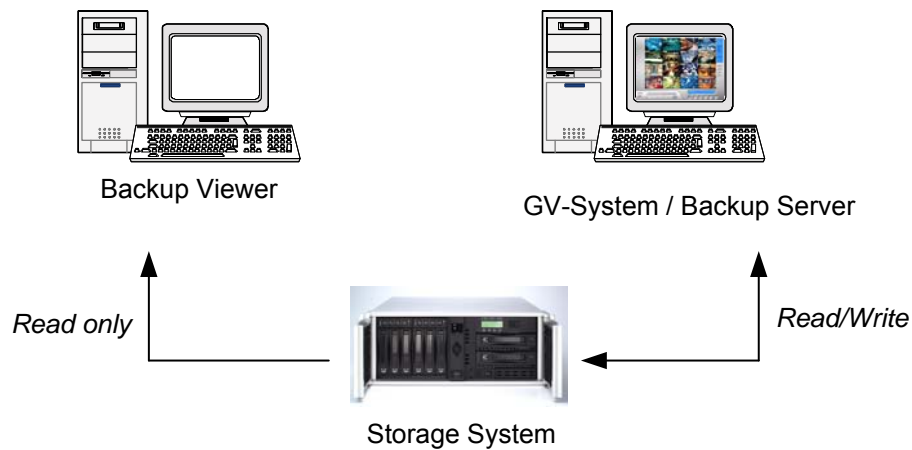 Backup Viewer
GV-System / Backup Server
Read only
Read/Write
Storage System